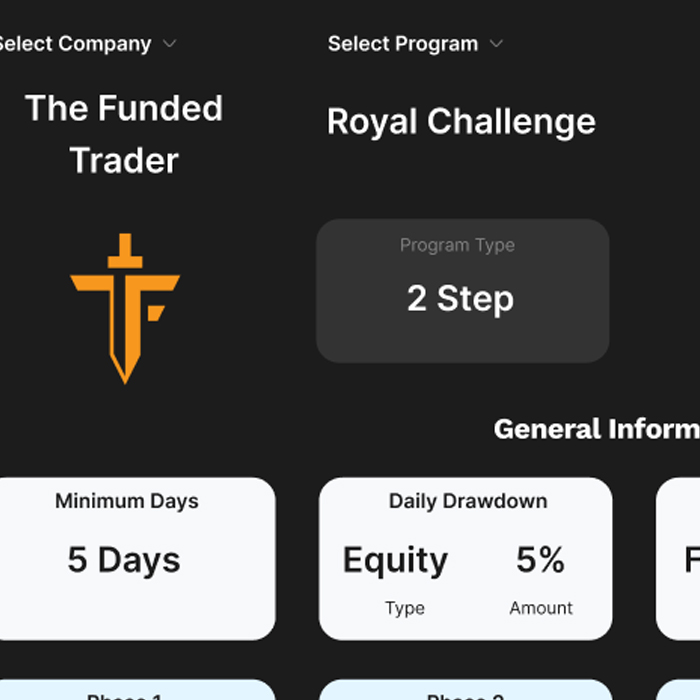 Select Company
Select Program
The Funded
Trader
Royal Challenge
Program Type
2 Step
General Inform
Minimum Days
5 Days
Daily Drawdown
Equity 5%
Type Amount
F
Phase 1
Phase 2